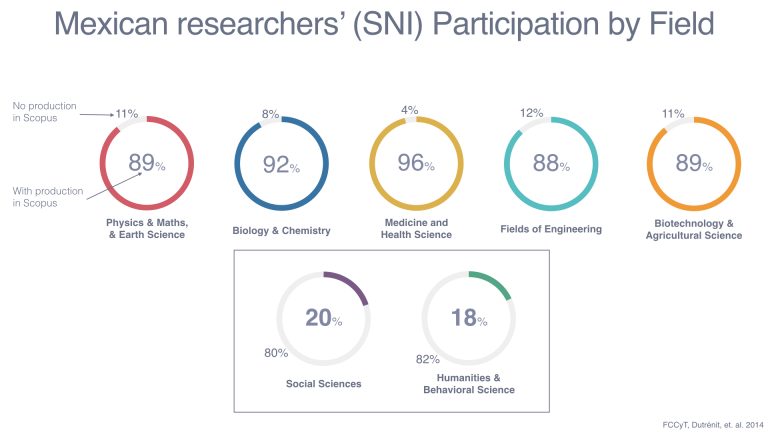 Mexican researchers' (SNI) Participation by Field
No production
in Scopus
11%
8%
4%
12%
11%
89%
92%
96%
88%
89%
With production
in Scopus
Physics & Maths,
& Earth Science
Biology & Chemistry
Medicine and
Health Science
Fields of Engineering
Biotechnology &
Agricultural Science
20%
18%
80%
82%
Social Sciences
Humanities &
Behavioral Science
FCCyT, Dutrénit, et. al. 2014